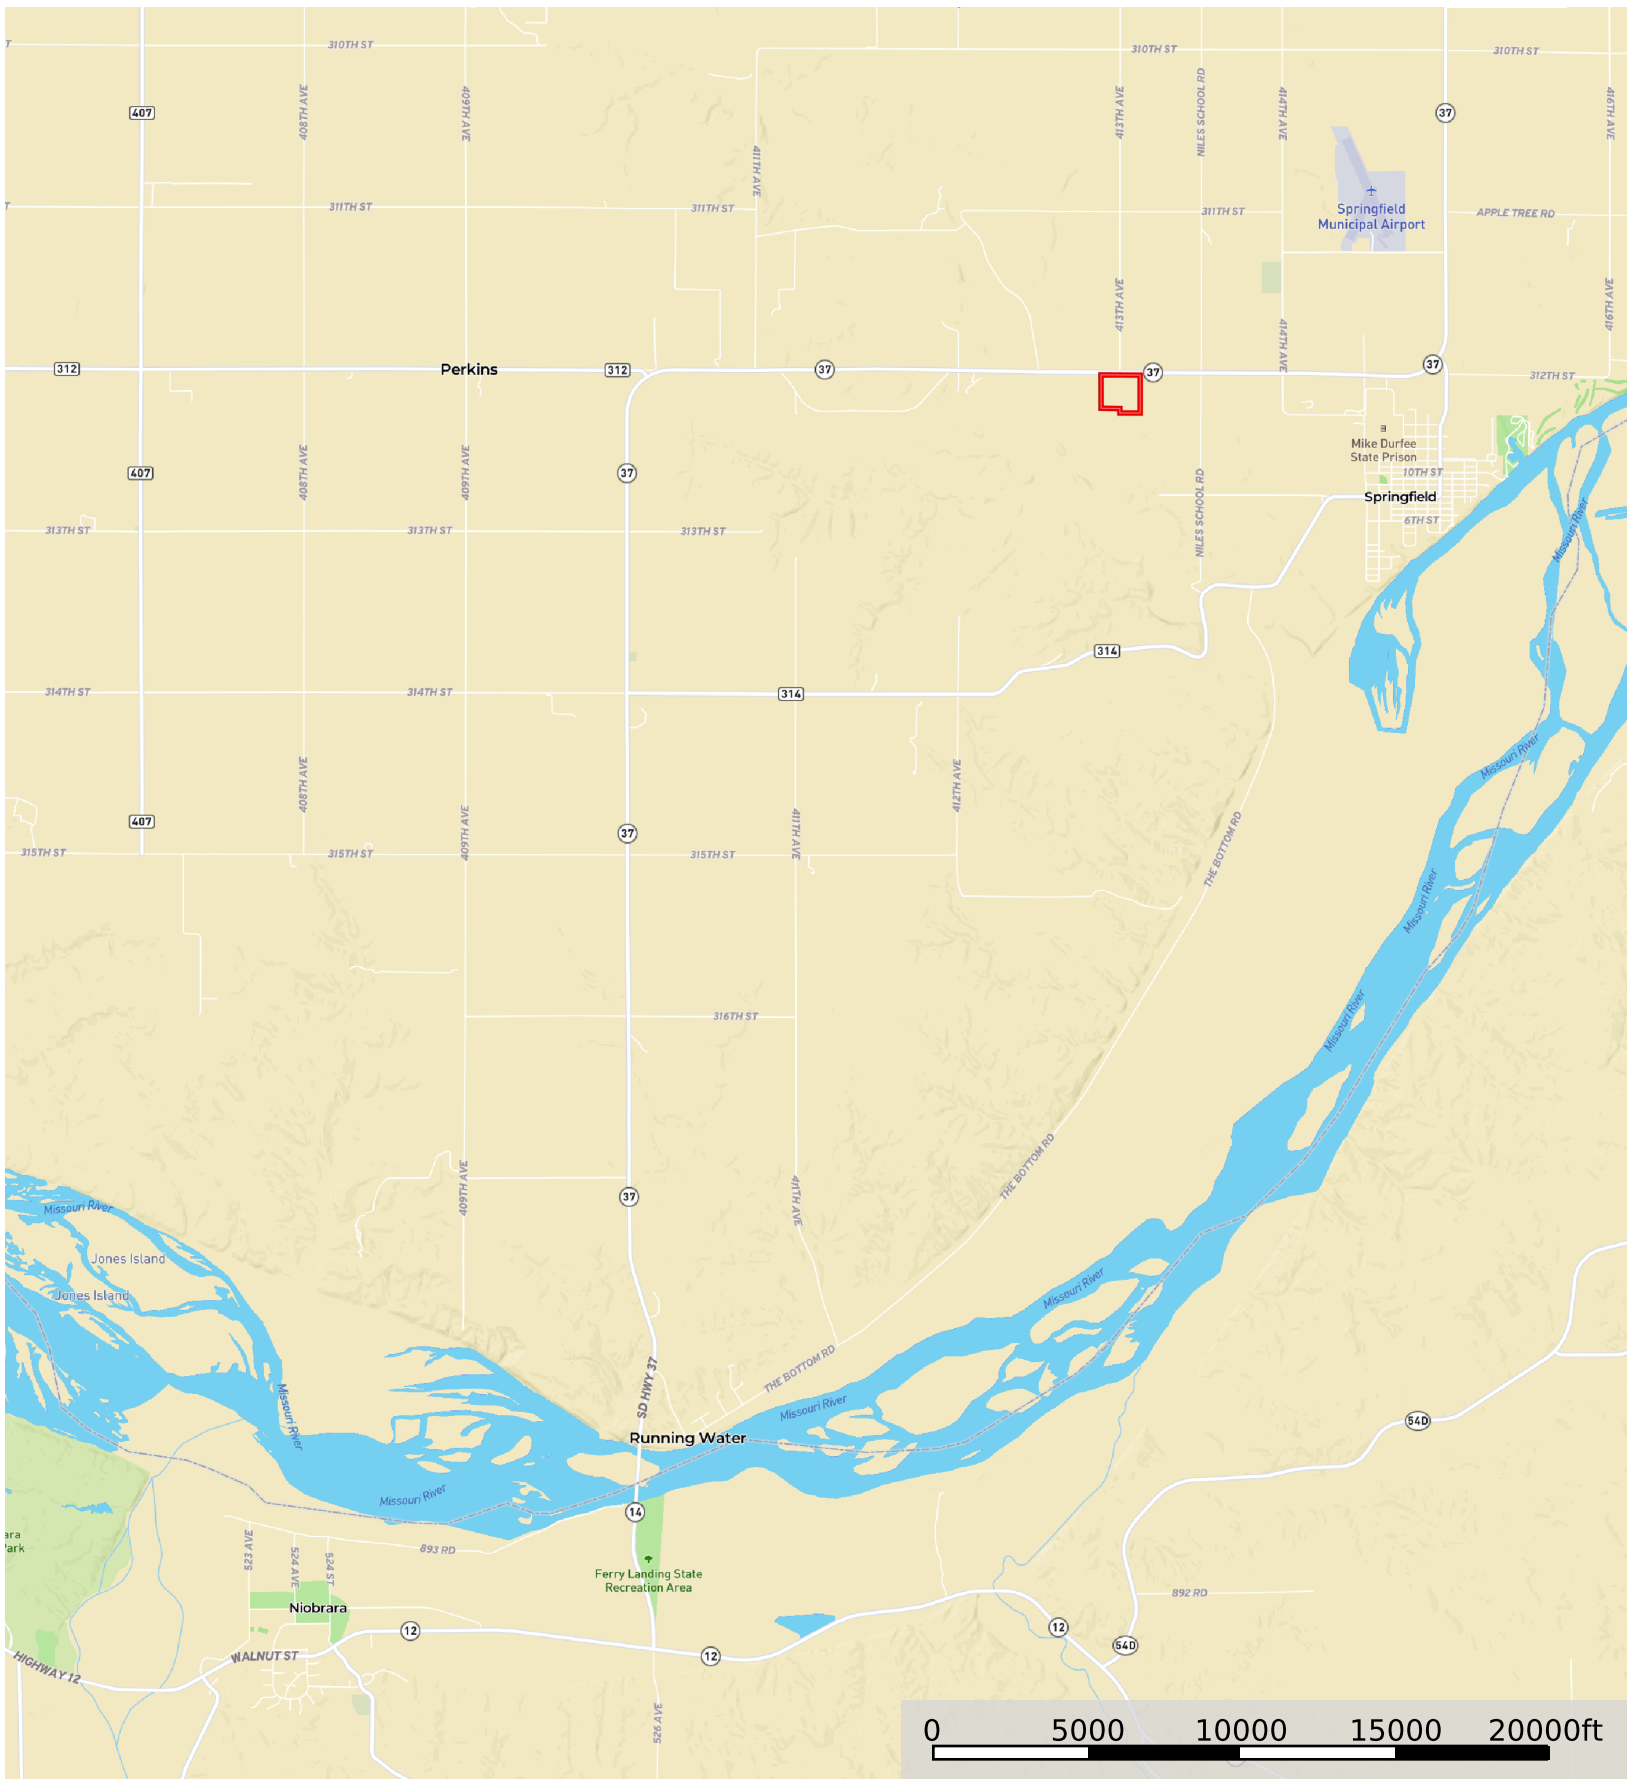 T
310TH ST
310TH ST
310TH ST
407
408TH AVE
409TH AVE
413TH AVE
NILES SCHOOL RD
414TH AVE
37
416TH AVE
411TH AVE
T
311TH ST
311TH ST
311TH ST
Springfield
Municipal Airport
APPLE TREE RD
413TH AVE
414TH AVE
416TH AVE
312
Perkins
312
37
37
37
312TH ST
407
408TH AVE
409TH AVE
37
NILES SCHOOL RD
Mike Durfee
State Prison
10TH ST
Springfield
6TH ST
Missouri River
313TH ST
313TH ST
313TH ST
314
314TH ST
314TH ST
314
Missouri River
408TH AVE
412TH AVE
407
409TH AVE
37
411TH AVE
THE BOTTOM RD
315TH ST
315TH ST
315TH ST
Missouri River
316TH ST
Missouri River
409TH AVE
37
411TH AVE
THE BOTTOM RD
Missouri River
Jones Island
Jones Island
Missouri River
SD HWY 37
THE BOTTOM RD
Missouri River
Missouri River
54D
Running Water
Missouri River
14
ara
Park
523 AVE
524 AVE
524 ST
893 RD
Ferry Landing State
Recreation Area
892 RD
Niobrara
12
12
12
54D
HIGHWAY 12
WALNUT ST
526 AVE
0 5000 10000 15000 20000ft